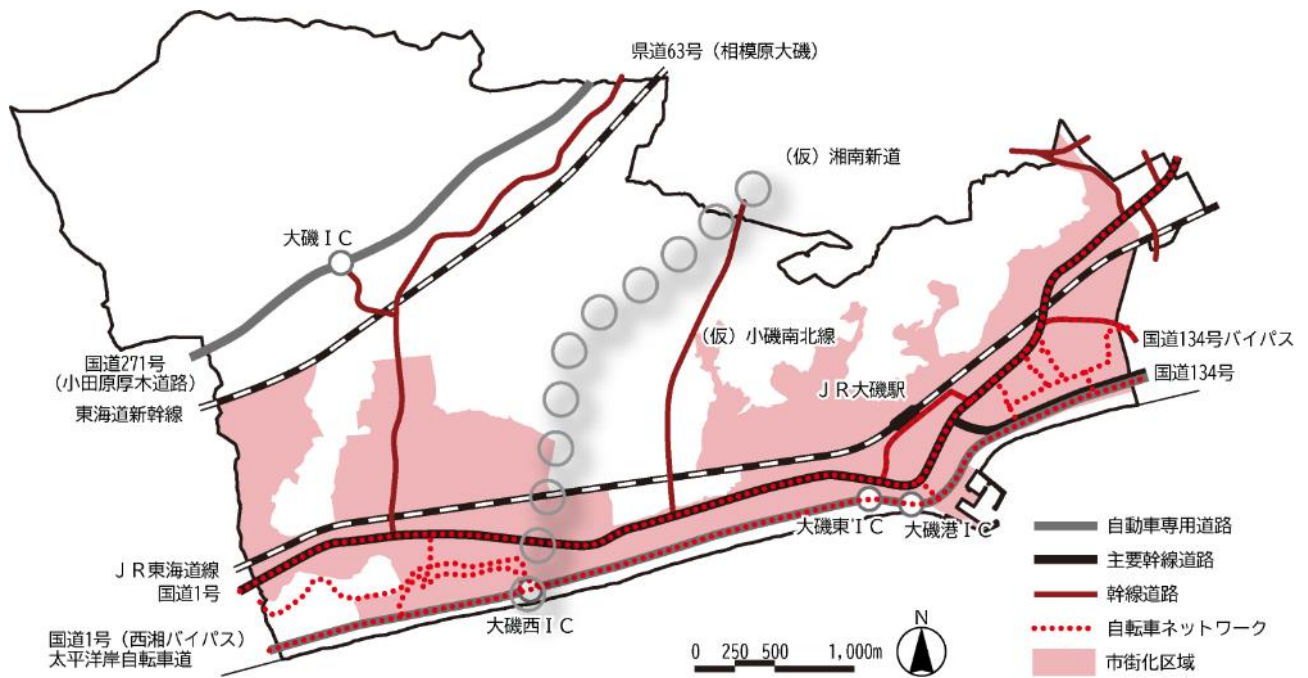 県道63号（相模原大磯）
（仮）湘南新道
大磯ＩＣ
（仮）小磯南北線
国道271号
（小田原厚木道路）
東海道新幹線
国道134号バイパス
国道134号
ＪＲ大磯駅
大磯東ＩＣ
大磯港ＩＣ
ＪＲ東海道線
国道1号
大磯西ＩＣ
国道1号（西湘バイパス）
太平洋岸自転車道
N
0 250 500 1,000m
自動車専用道路
主要幹線道路
幹線道路
自転車ネットワーク
市街化区域